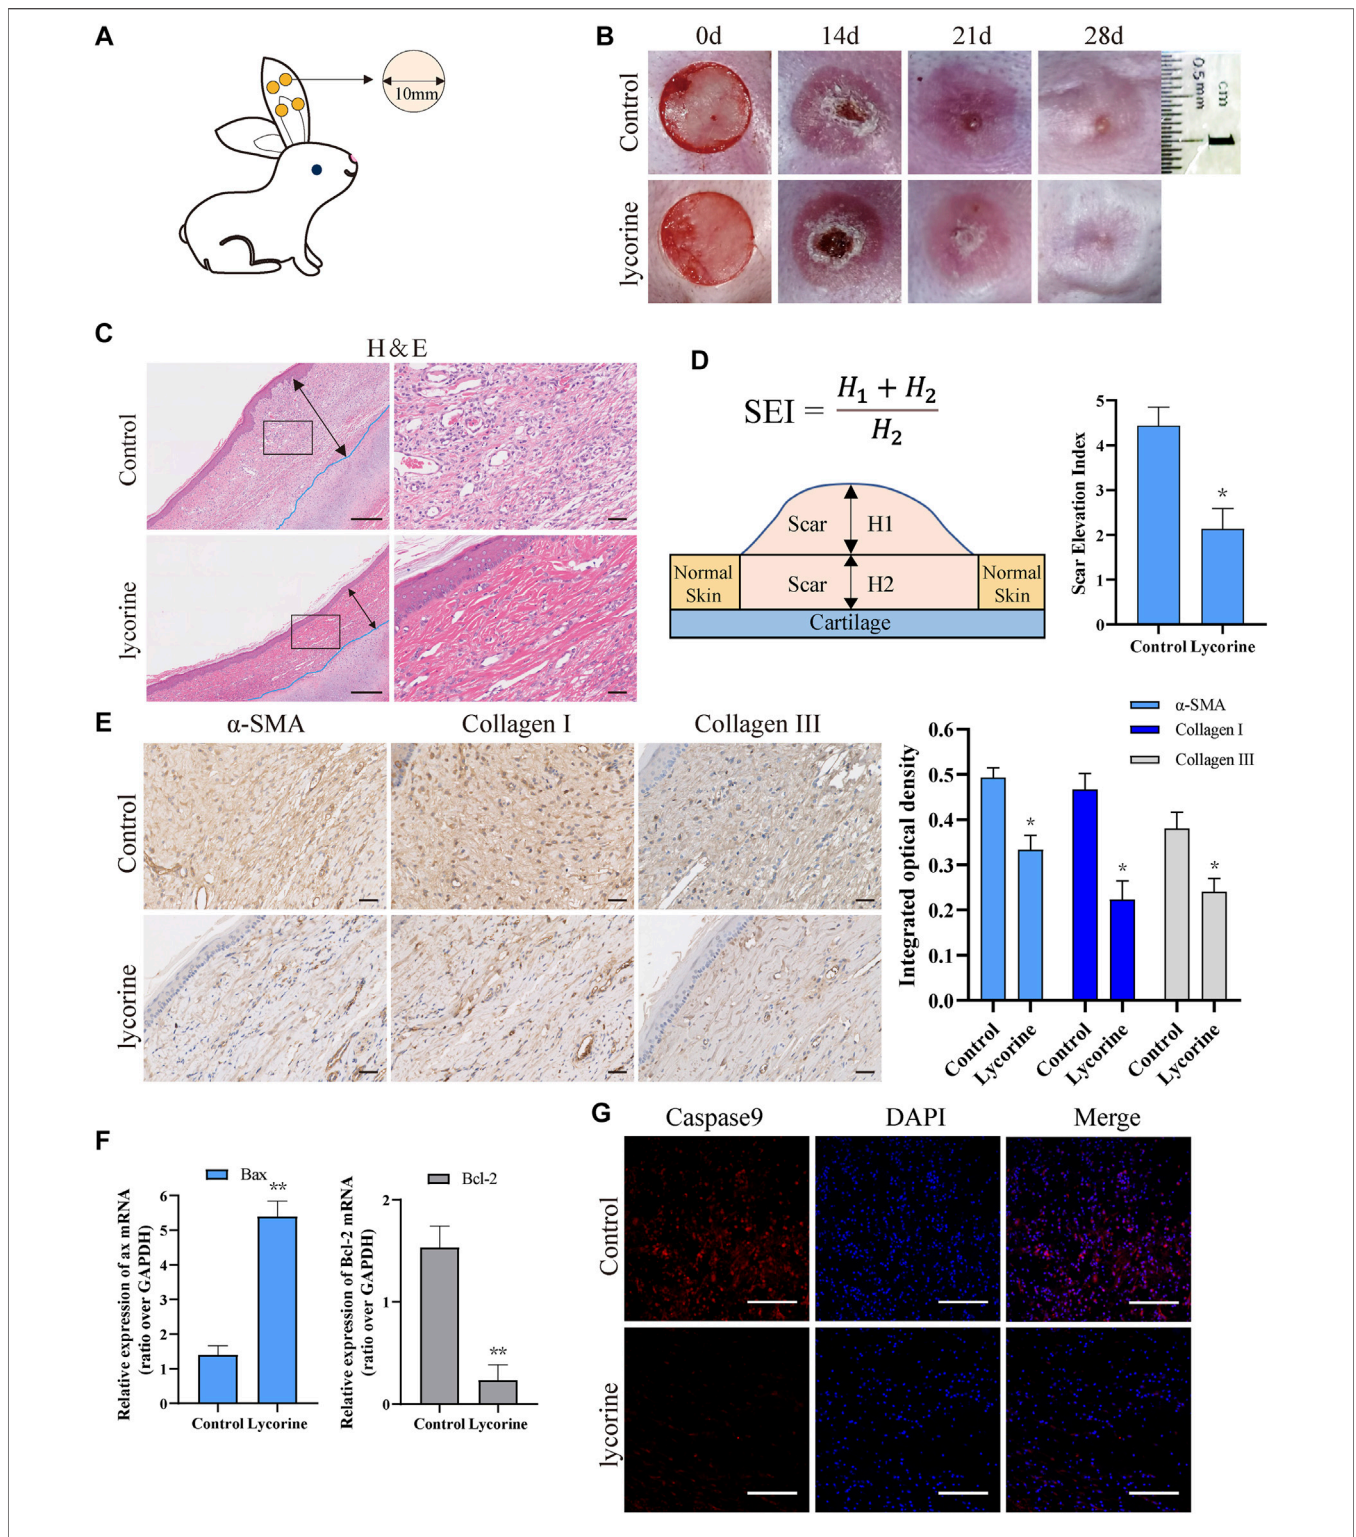 A
10mm
B
0d 14d 21d 28d
Control
lycorine
0.5mm
cm
C
H&E
Control
lycorine
D
SEI = H₁ + H₂
H₂
Scar H1
Normal Skin
Scar H2
Normal Skin
Cartilage
Scar Elevation Index
5
4
3
2
1
0
*
Control Lycorine
E
α-SMA Collagen I Collagen III
Control
lycorine
α-SMA
Collagen I
Collagen III
Integrated optical density
0.6
0.5
0.4
0.3
0.2
0.1
0.0
* * *
Control Lycorine Control Lycorine Control Lycorine
F
Bax
Relative expression of ax mRNA
(ratio over GAPDH)
6
5
4
3
2
1
0
**
Control Lycorine
Bcl-2
Relative expression of Bcl-2 mRNA
(ratio over GAPDH)
2
1
0
**
Control Lycorine
G
Caspase9 DAPI Merge
Control
lycorine